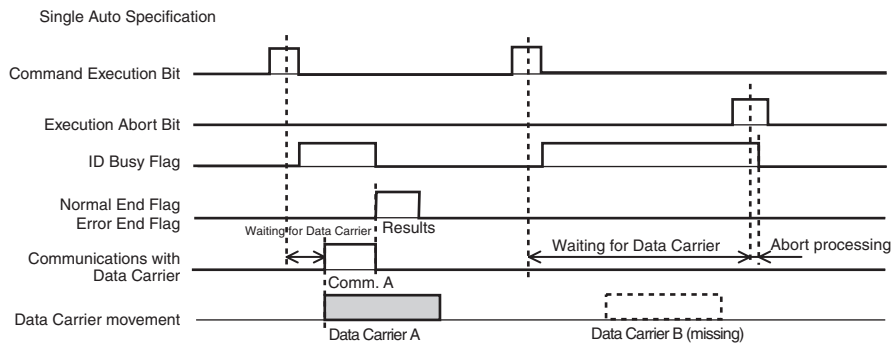 Single Auto Specification
Command Execution Bit
Execution Abort Bit
ID Busy Flag
Normal End Flag
Error End Flag
Results
Waiting for Data Carrier
Waiting for Data Carrier
Abort processing
Communications with
Data Carrier
Comm. A
Data Carrier movement
Data Carrier A
Data Carrier B (missing)